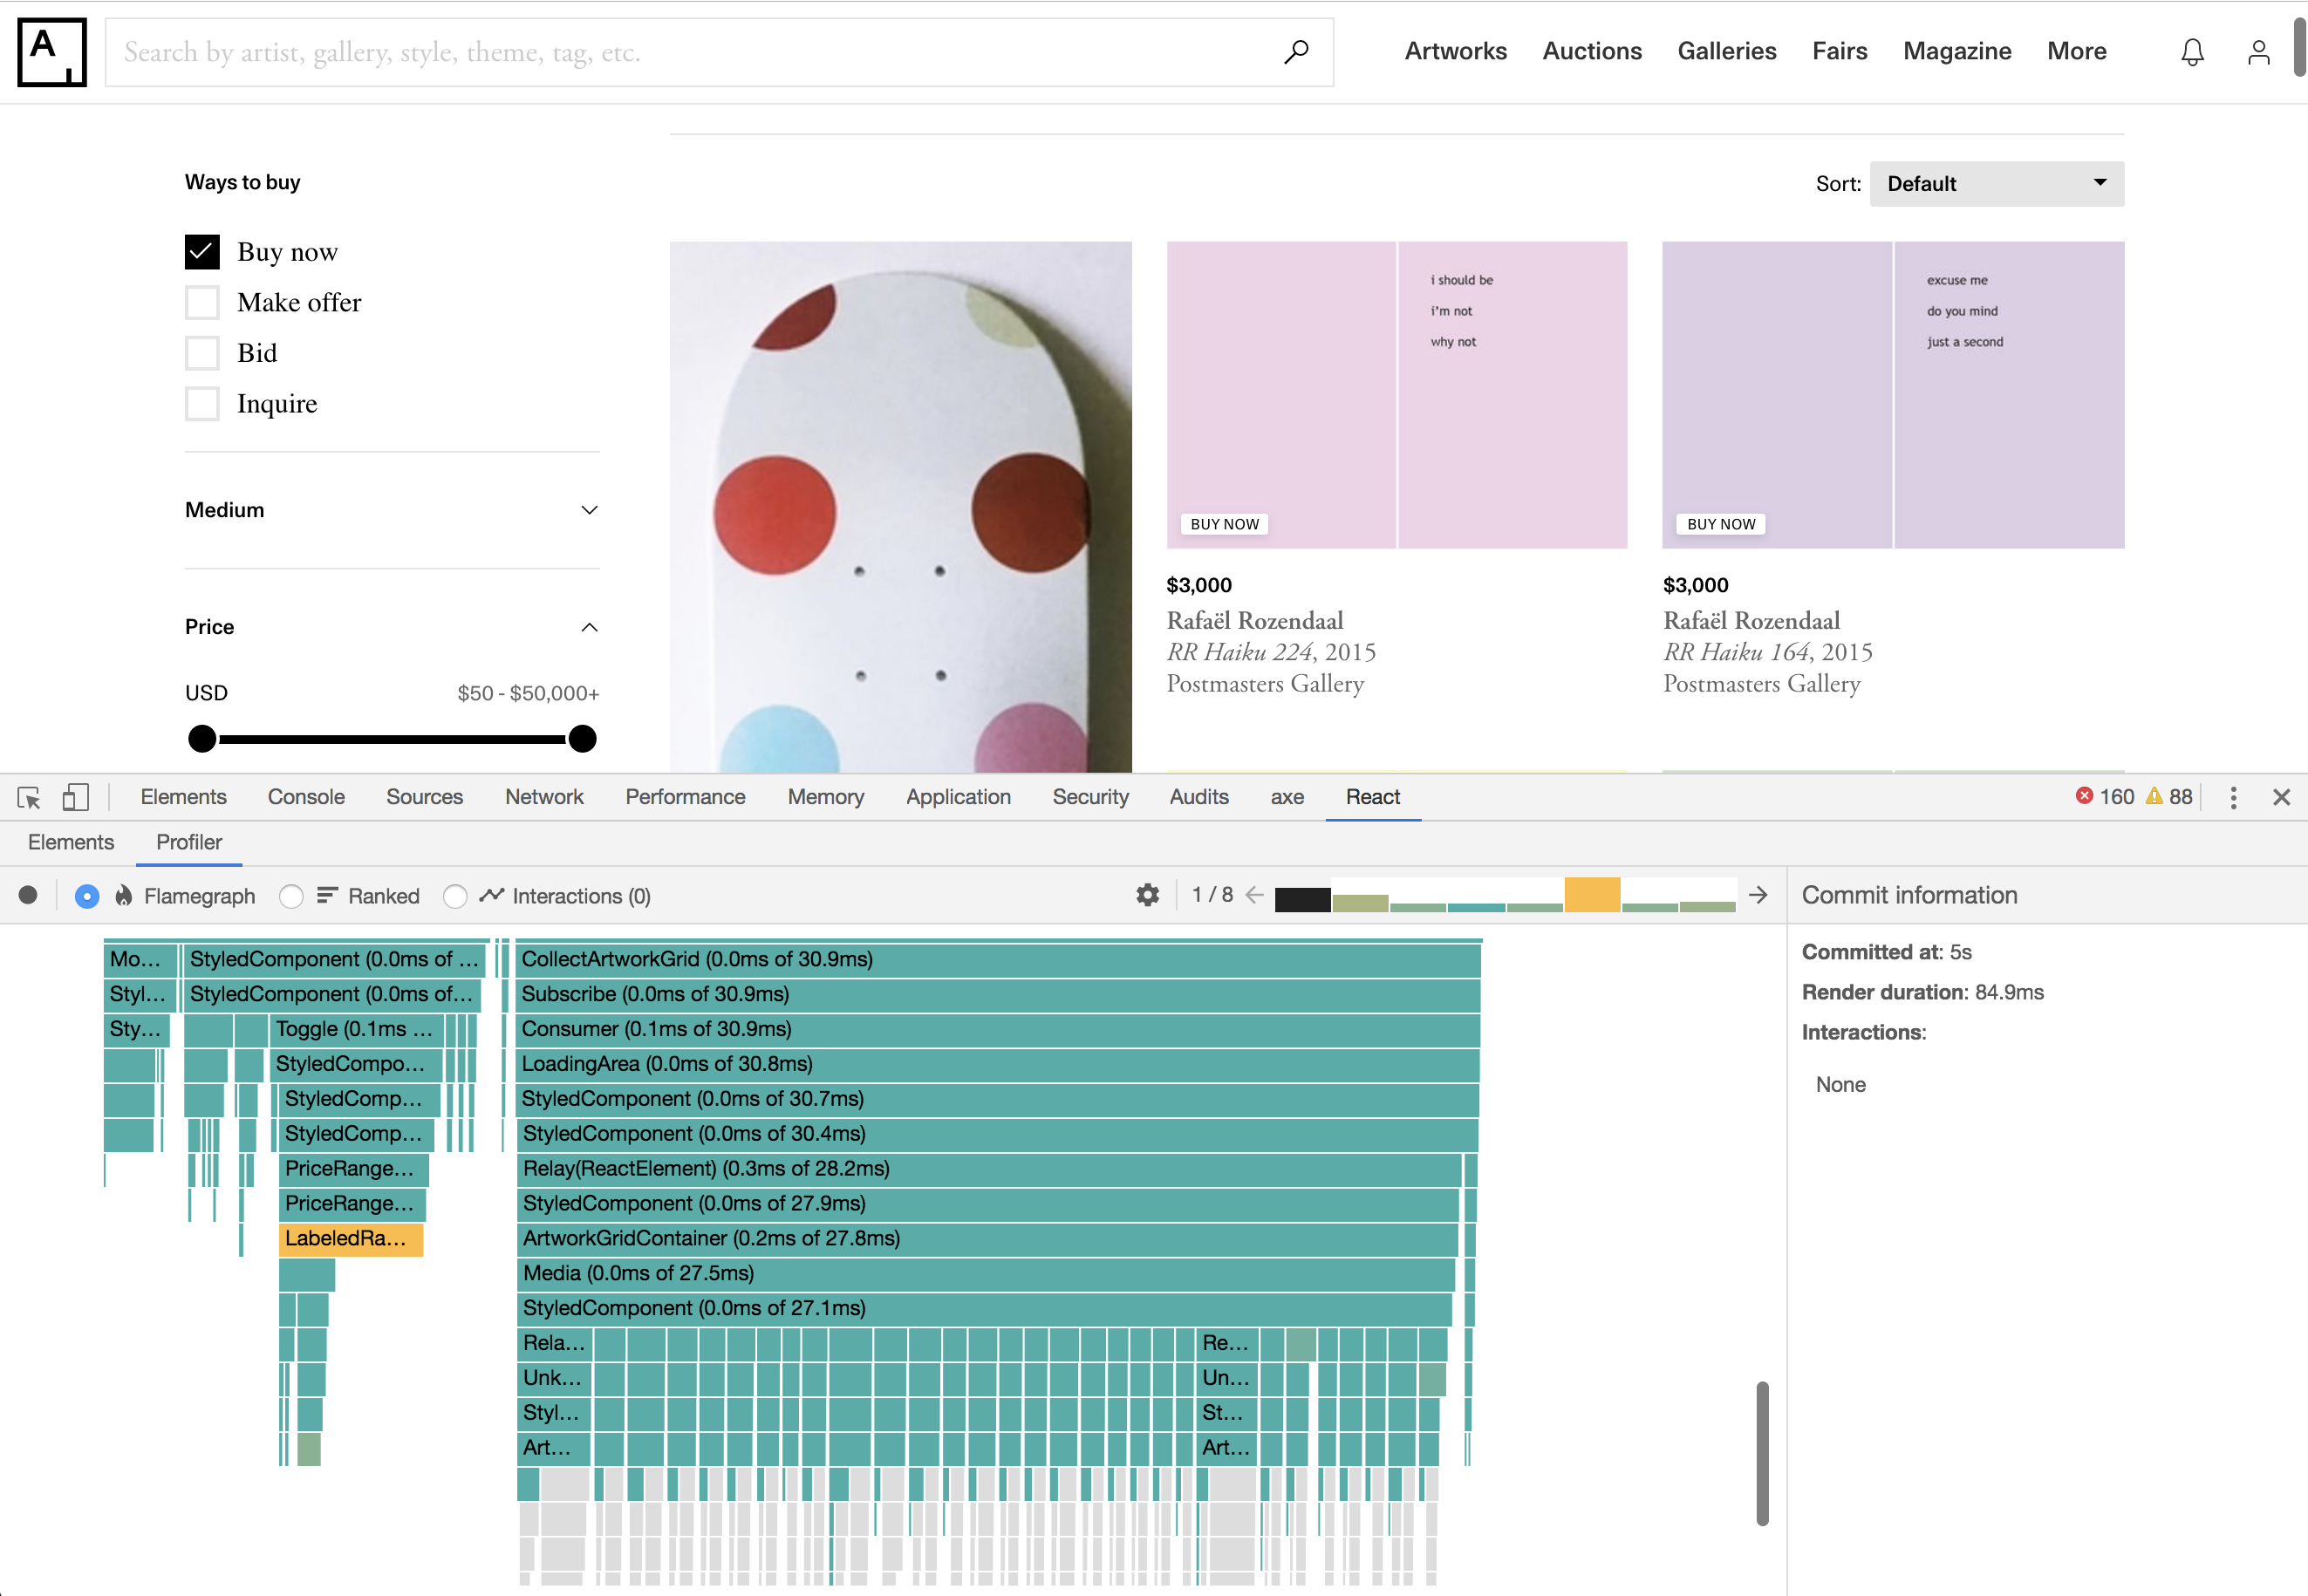 A
Search by artist, gallery, style, theme, tag, etc.
Artworks Auctions Galleries Fairs Magazine More
Ways to buy
Sort: Default
Buy now
Make offer
Bid
Inquire
Medium
Price
USD $50 - $50,000+
i should be
i'm not
why not
BUY NOW
$3,000
Rafaël Rozendaal
RR Haiku 224, 2015
Postmasters Gallery
excuse me
do you mind
just a second
BUY NOW
$3,000
Rafaël Rozendaal
RR Haiku 164, 2015
Postmasters Gallery
Elements Console Sources Network Performance Memory Application Security Audits axe React 160 88
Elements Profiler
Flamegraph Ranked Interactions (0) 1 / 8 Commit information
Mo... StyledComponent (0.0ms of ... CollectArtworkGrid (0.0ms of 30.9ms)
Styl... StyledComponent (0.0ms of... Subscribe (0.0ms of 30.9ms)
Sty... Toggle (0.1ms ... Consumer (0.1ms of 30.9ms)
StyledCompo... LoadingArea (0.0ms of 30.8ms)
StyledComp... StyledComponent (0.0ms of 30.7ms)
StyledComp... StyledComponent (0.0ms of 30.4ms)
PriceRange... Relay(ReactElement) (0.3ms of 28.2ms)
PriceRange... StyledComponent (0.0ms of 27.9ms)
LabeledRa... ArtworkGridContainer (0.2ms of 27.8ms)
Media (0.0ms of 27.5ms)
StyledComponent (0.0ms of 27.1ms)
Rela... Re...
Unk... Un...
Styl... St...
Art... Art...
Committed at: 5s
Render duration: 84.9ms
Interactions:
None